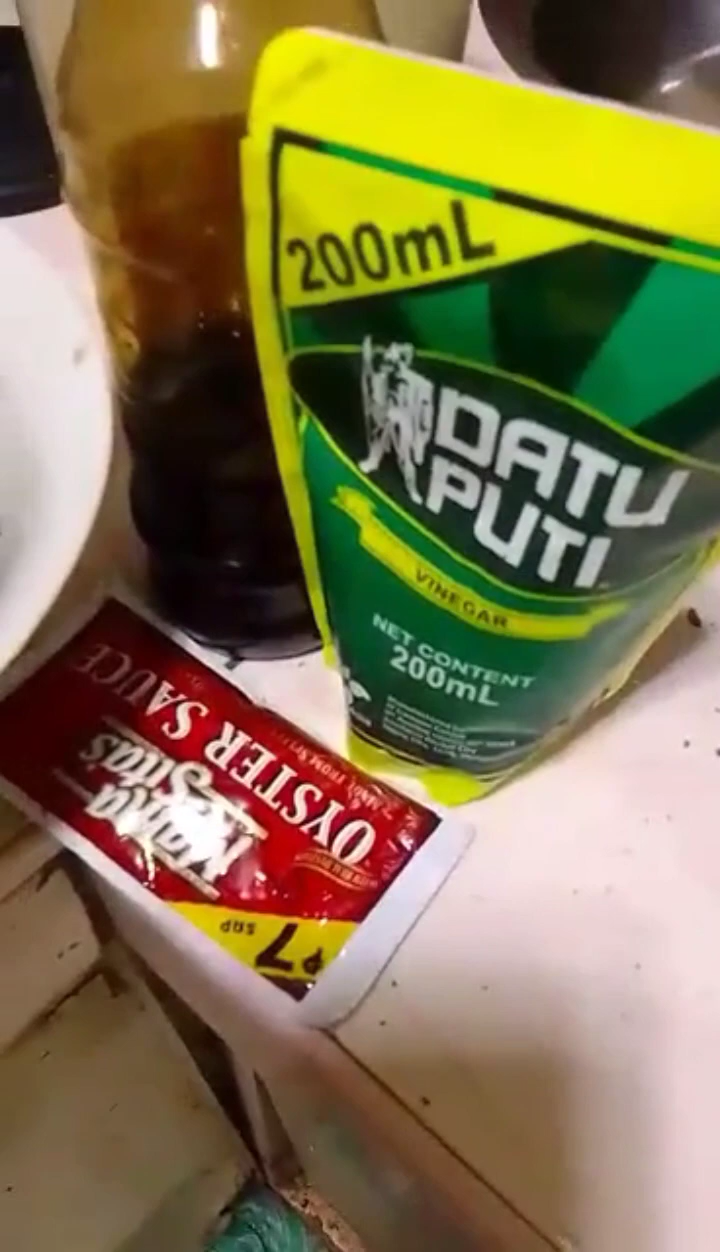 200mL
DATU
PUTI
VINEGAR
NET CONTENT
200mL
OYSTER SAUCE
Mama
Sita's
₱7 SRP